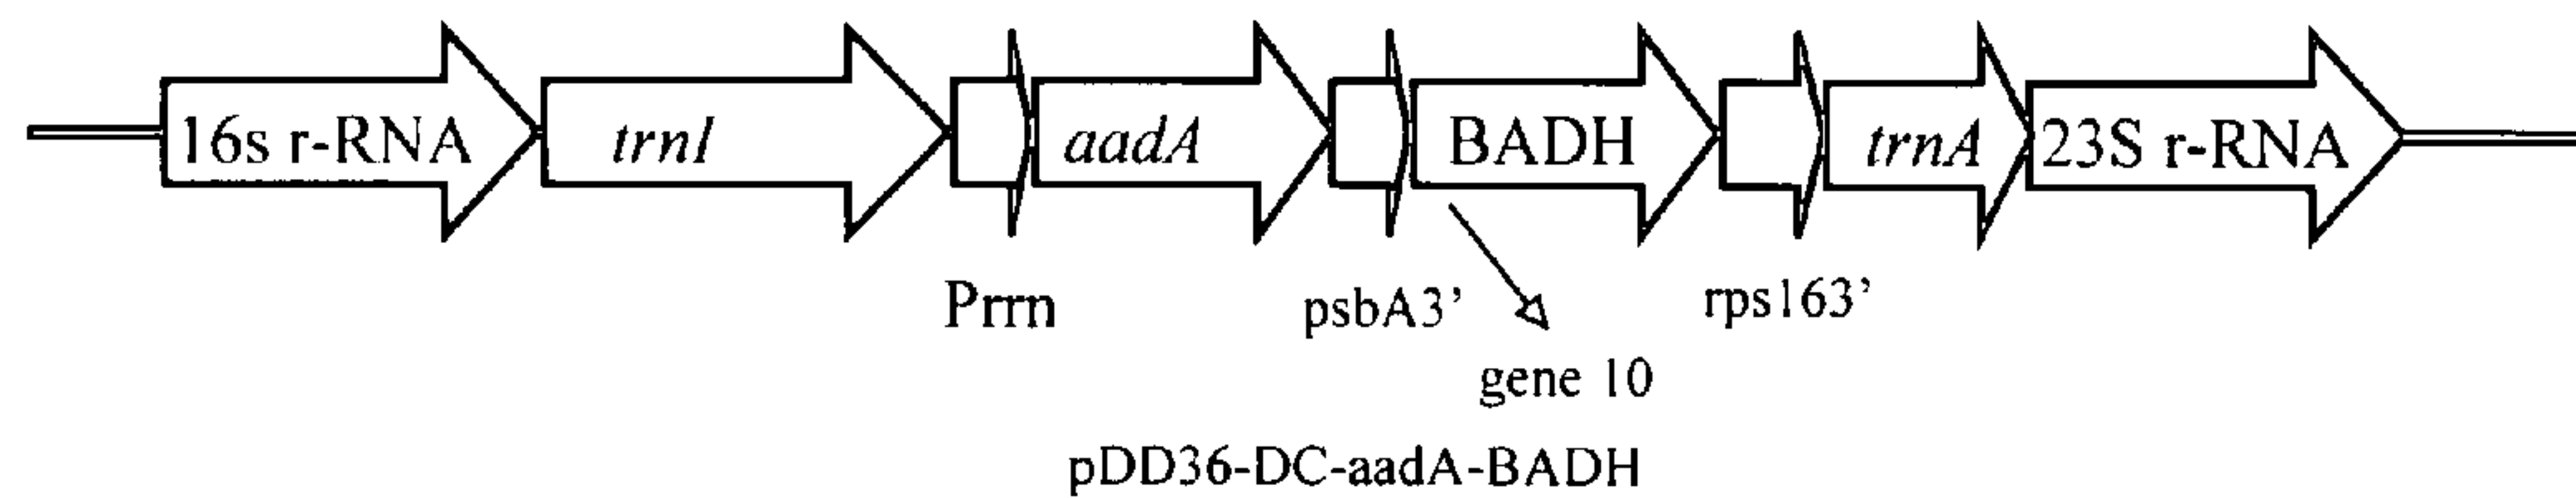 16s r-RNA trnI aadA BADH trnA 23S r-RNA
Prrn psbA3’ rps163’
gene 10
pDD36-DC-aadA-BADH